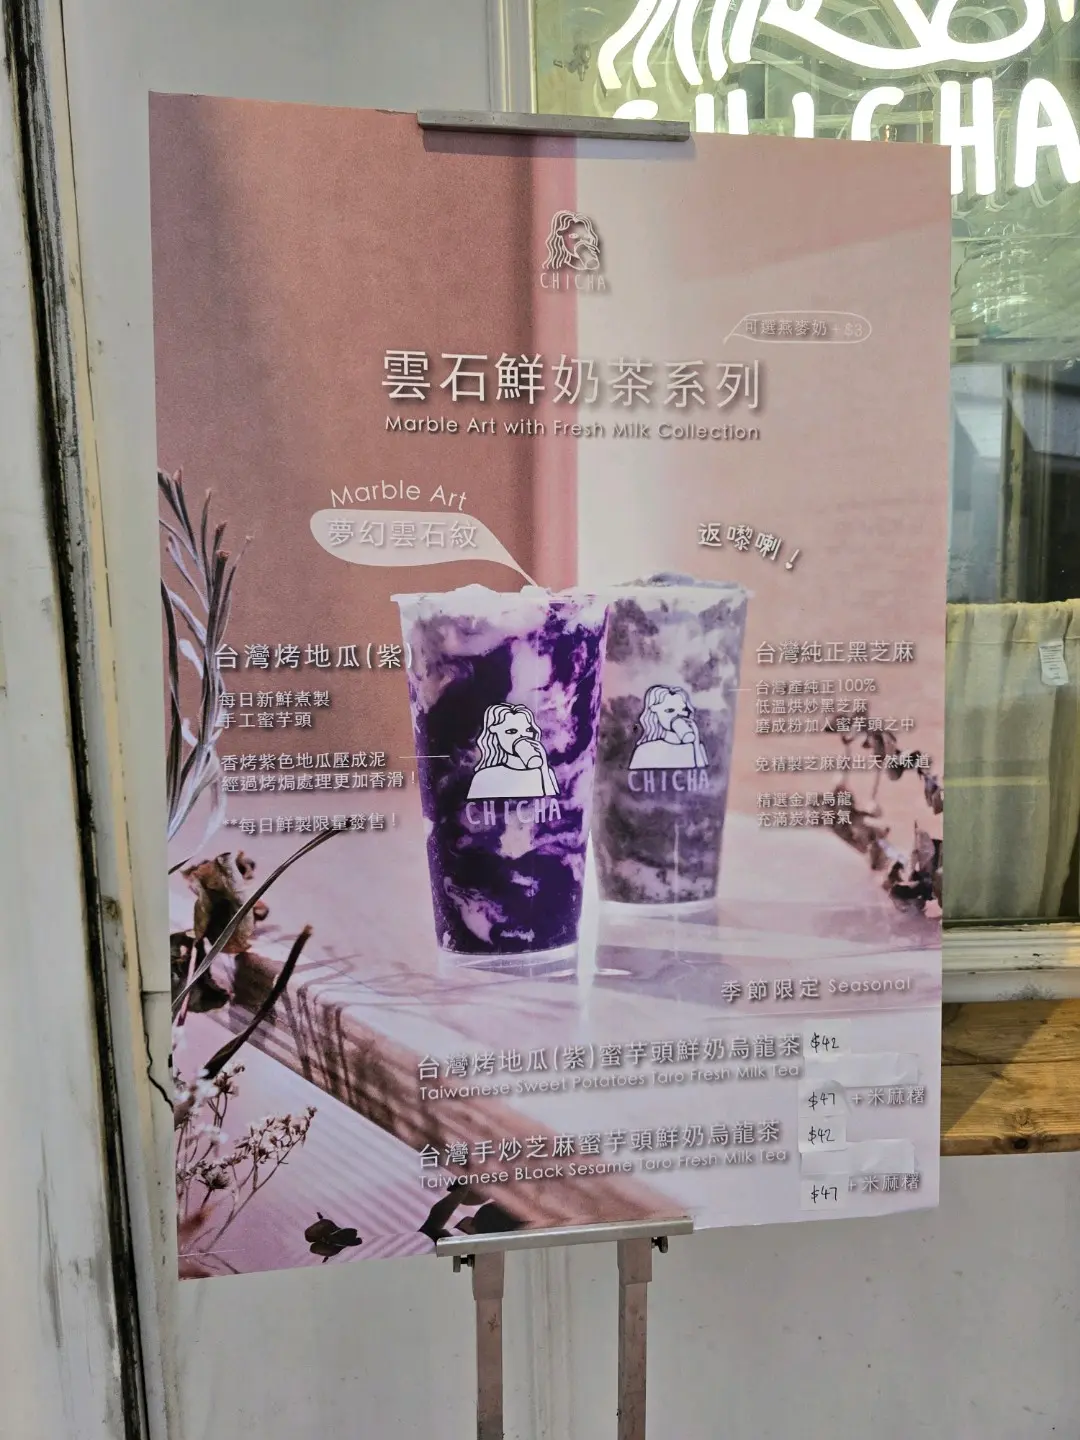 CHICHA
CHICHA
可選燕麥奶+$3
雲石鮮奶茶系列
Marble Art with Fresh Milk Collection
Marble Art
夢幻雲石紋
返嚟喇！
台灣烤地瓜(紫)
每日新鮮煮製
手工蜜芋頭
香烤紫色地瓜壓成泥
經過烤焗處理更加香滑！
**每日鮮製限量發售！
CHICHA
CHICHA
台灣純正黑芝麻
台灣產純正100%
低溫烘炒黑芝麻
磨成粉加入蜜芋頭之中
免精製芝麻飲出天然味道
精選金鳳烏龍
充滿炭焙香氣
季節限定 Seasonal
台灣烤地瓜(紫)蜜芋頭鮮奶烏龍茶 $42
Taiwanese Sweet Potatoes Taro Fresh Milk Tea
$47 +米麻糬
台灣手炒芝麻蜜芋頭鮮奶烏龍茶 $42
Taiwanese BLack Sesame Taro Fresh Milk Tea
$47 +米麻糬